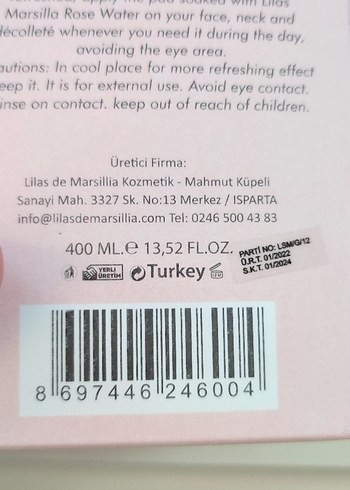 Marsilla Rose Water on your face, neck and
décolleté whenever you need it during the day,
avoiding the eye area.
autions: In cool place for more refreshing effect
eep it. It is for external use. Avoid eye contact.
inse on contact. keep out of reach of children.
Üretici Firma:
Lilas de Marsillia Kozmetik - Mahmut Küpeli
Sanayi Mah. 3327 Sk. No:13 Merkez / ISPARTA
info@lilasdemarsillia.com Tel: 0246 500 43 83
400 ML.℮ 13,52 FL.OZ.
PARTİ NO: LSM/G/12
Ü.R.T. 01/2022
S.K.T. 01/2024
YERLİ
ÜRETİM
Turkey
8 697446 246004